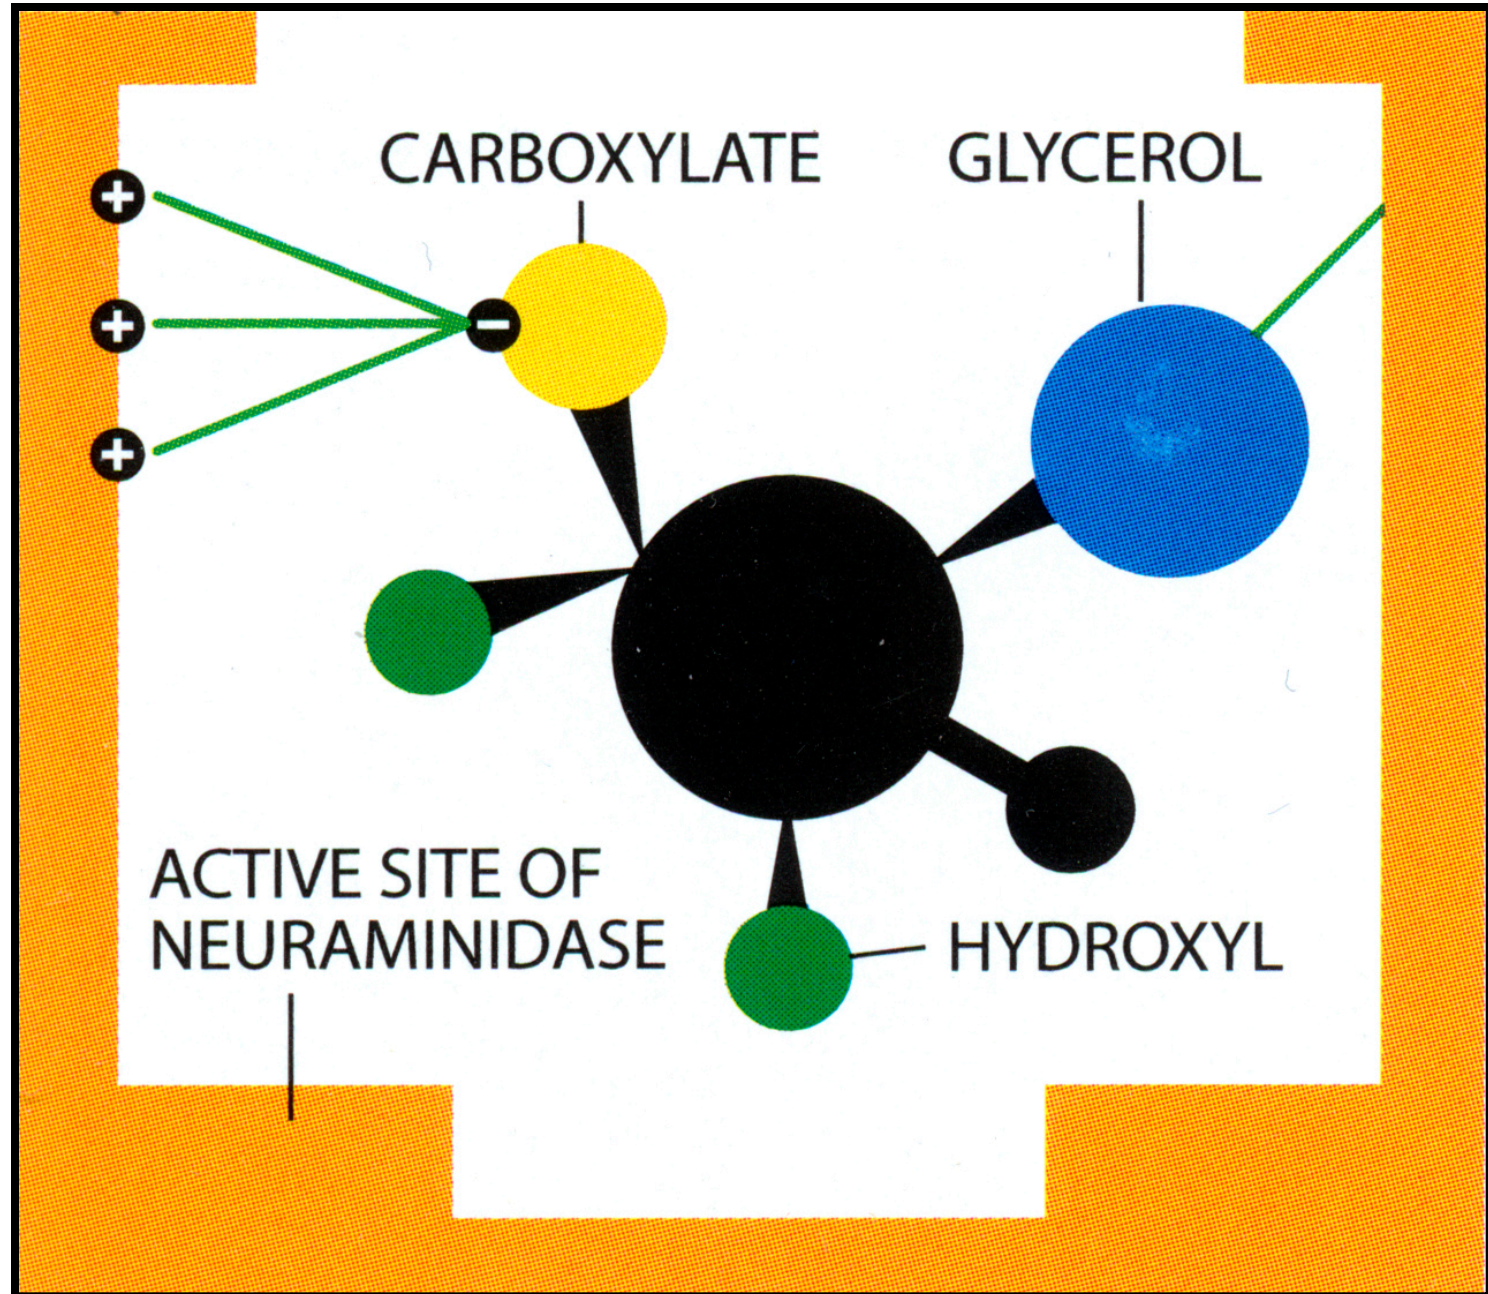 CARBOXYLATE
GLYCEROL
+
+
+
−
ACTIVE SITE OF
NEURAMINIDASE
HYDROXYL